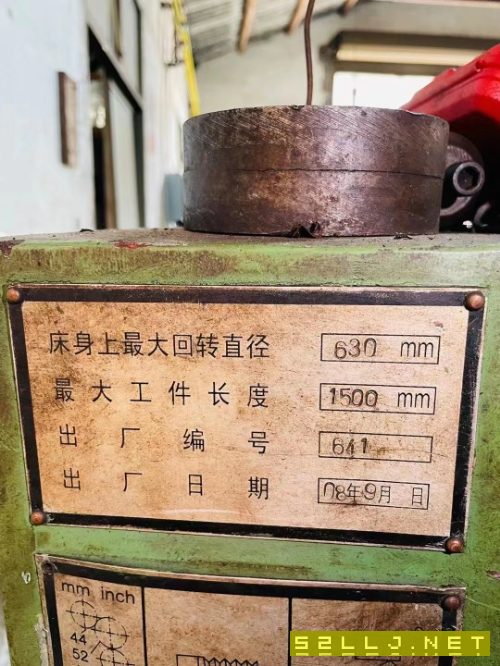 床身上最大回转直径 630 mm
最大工件长度 1500 mm
出厂编号 641
出厂日期 08年9月 日
mm inch
44
52
52LLJ.NET